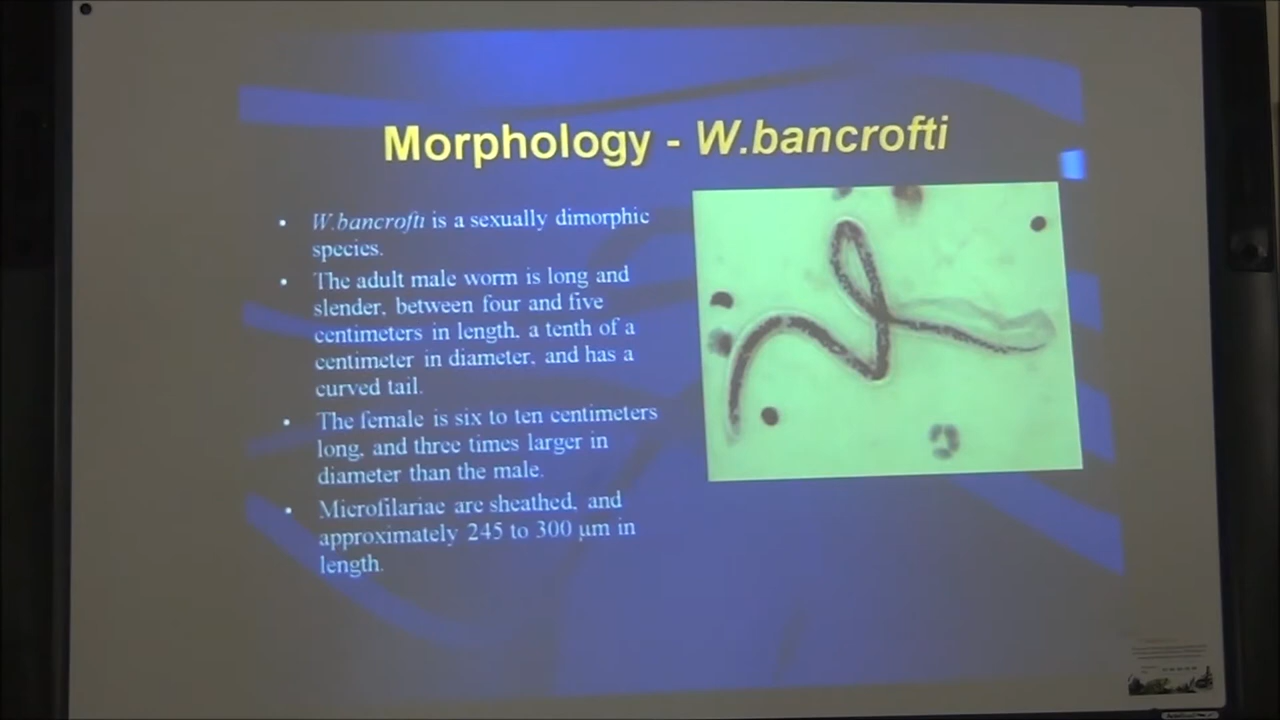 Morphology - W.bancrofti
• W.bancrofti is a sexually dimorphic
species.
• The adult male worm is long and
slender, between four and five
centimeters in length, a tenth of a
centimeter in diameter, and has a
curved tail.
• The female is six to ten centimeters
long, and three times larger in
diameter than the male.
• Microfilariae are sheathed, and
approximately 245 to 300 μm in
length.